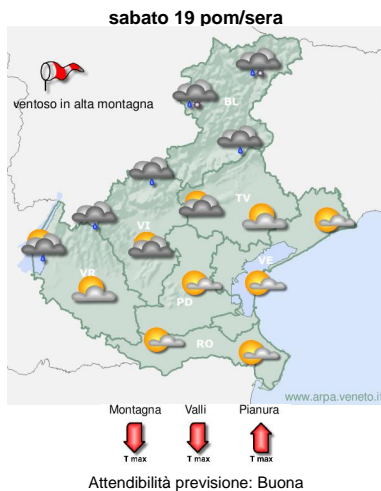 sabato 19 pom/sera
ventoso in alta montagna
BL
TV
VI
VE
VR
PD
RO
www.arpa.veneto.it
Montagna Valli Pianura
T max T max T max
Attendibilità previsione: Buona